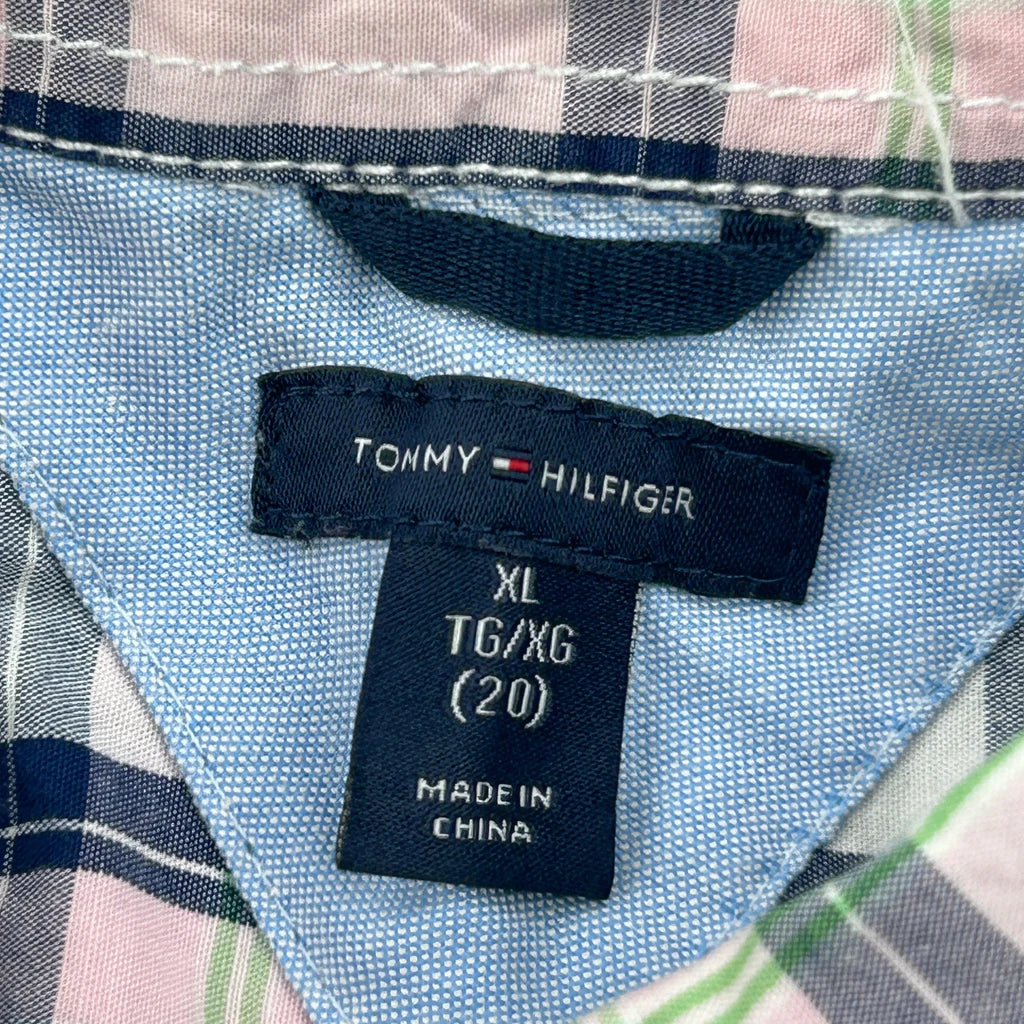 TOMMY HILFIGER
XL
TG/XG
(20)
MADE IN
CHINA